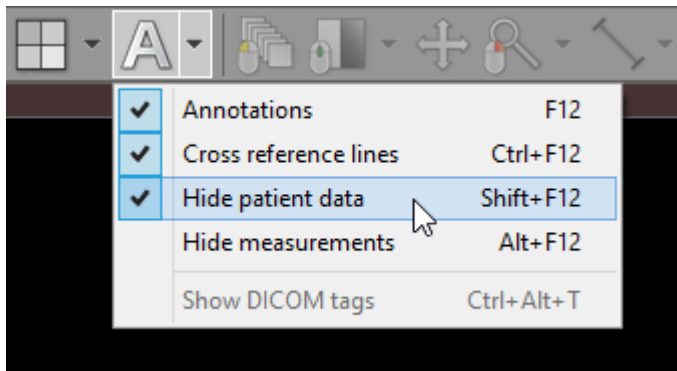 A
Annotations F12
Cross reference lines Ctrl+F12
Hide patient data Shift+F12
Hide measurements Alt+F12
Show DICOM tags Ctrl+Alt+T